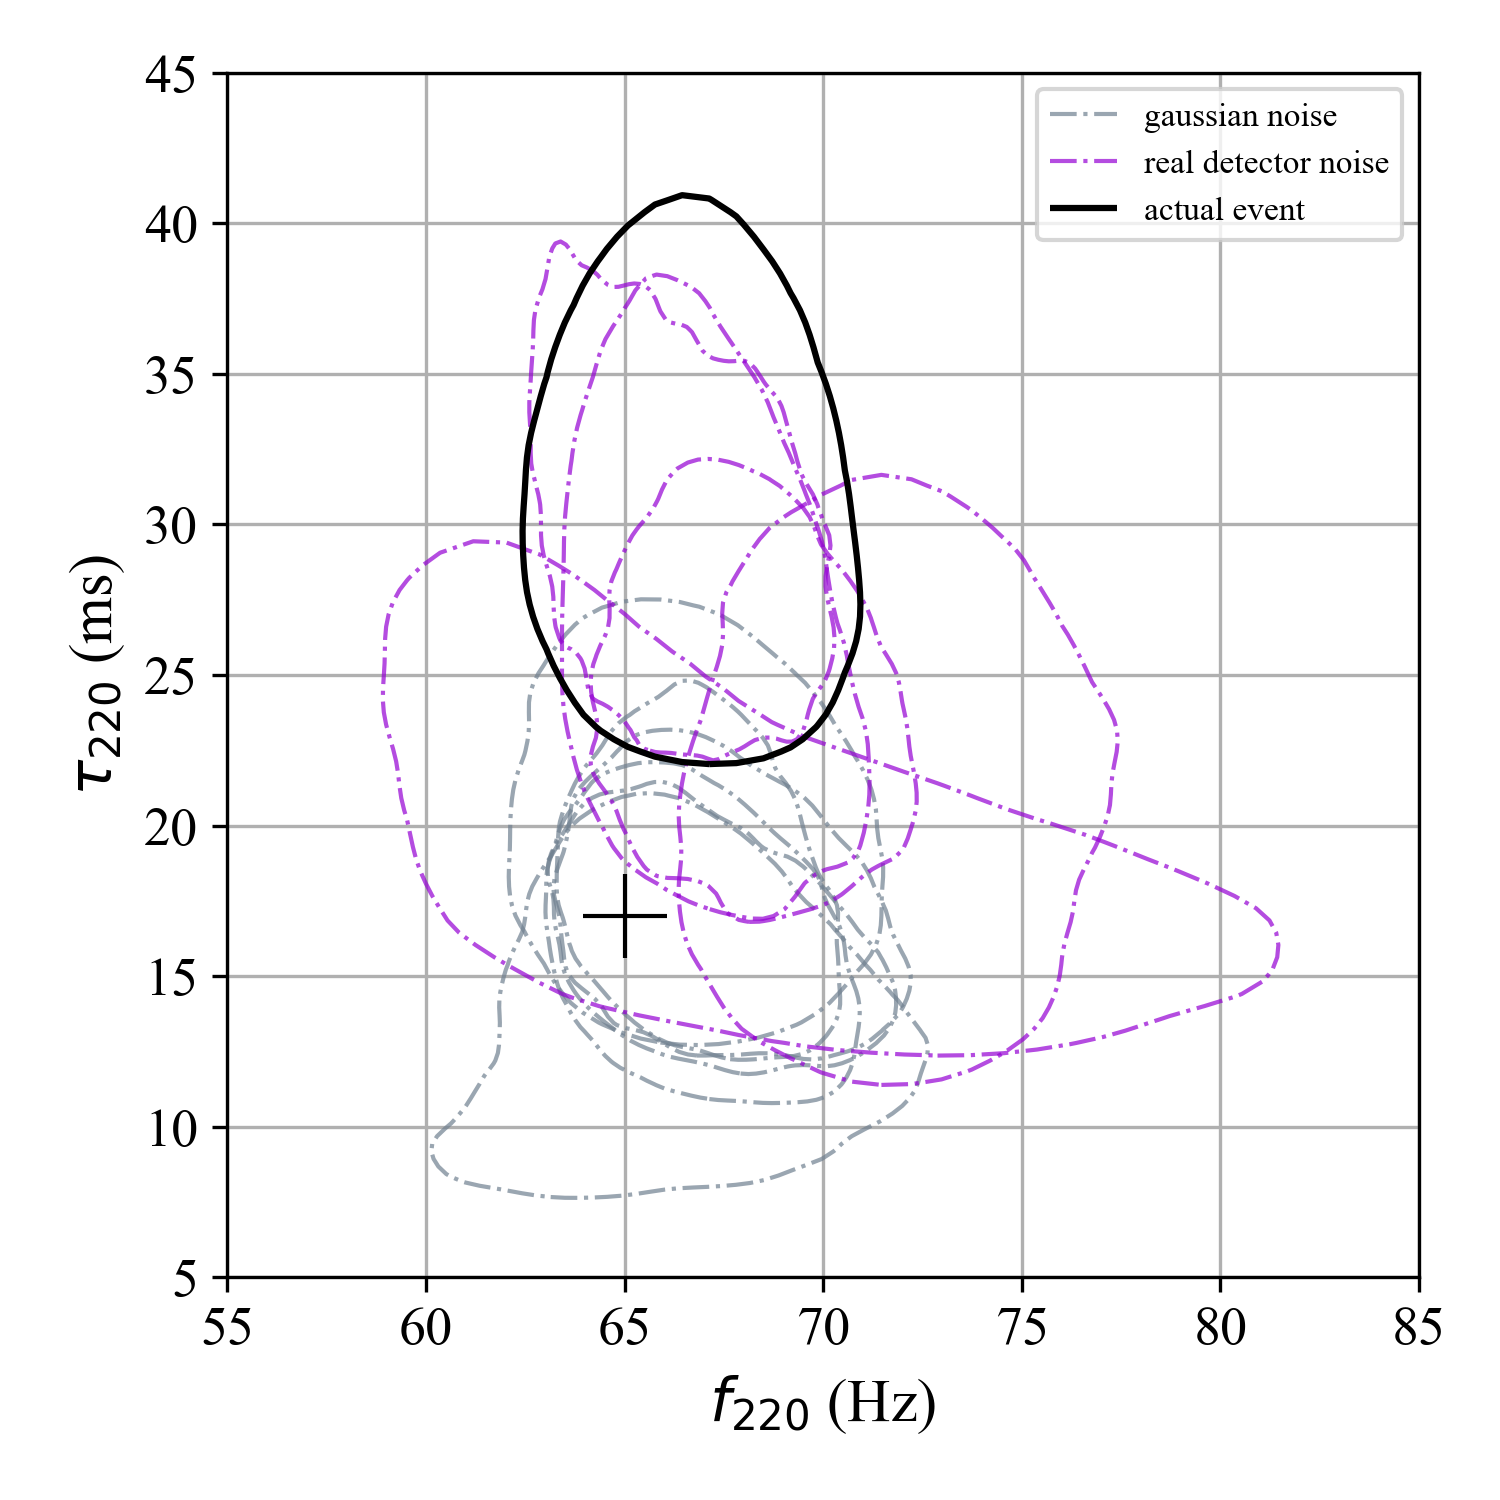 gaussian noise
real detector noise
actual event
45
40
35
30
25
20
15
10
5
τ220 (ms)
55 60 65 70 75 80 85
f220 (Hz)